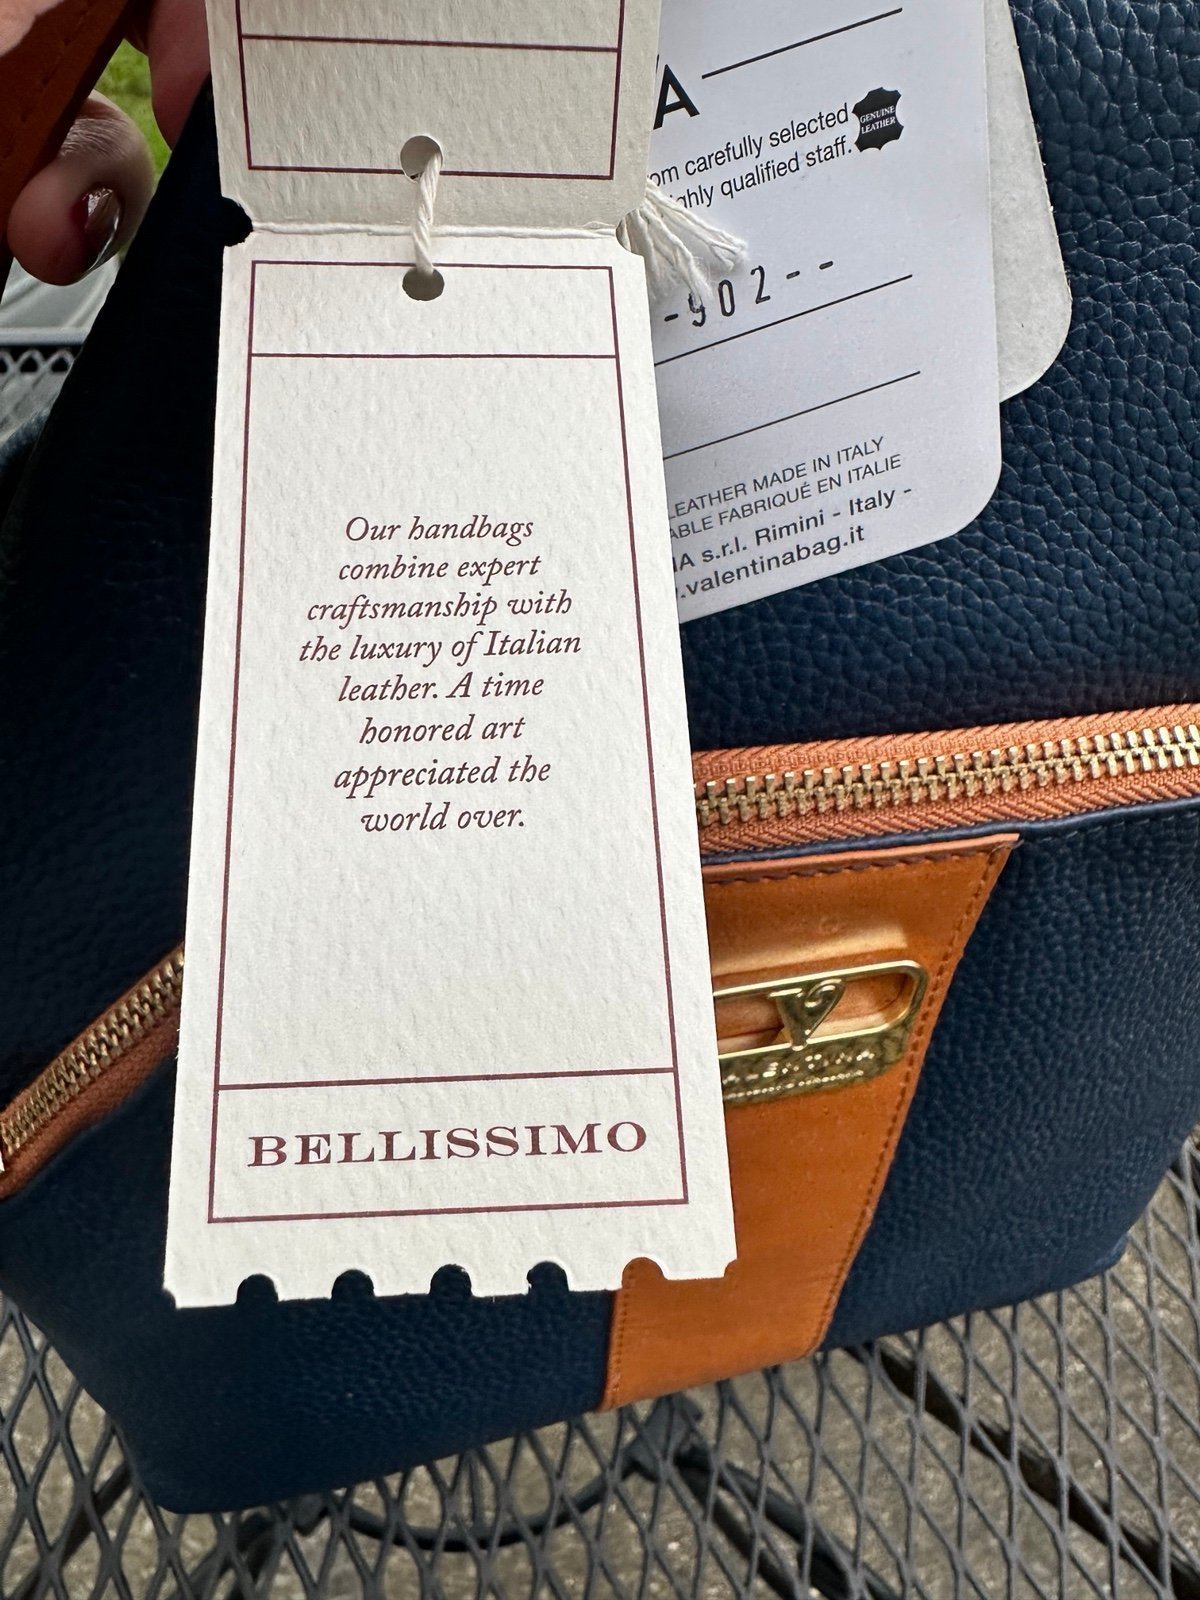 Our handbags
combine expert
craftsmanship with
the luxury of Italian
leather. A time
honored art
appreciated the
world over.
BELLISSIMO
A
om carefully selected
ighly qualified staff.
GENUINE
LEATHER
-902--
LEATHER MADE IN ITALY
ABLE FABRIQUÉ EN ITALIE
IA s.r.l. Rimini - Italy -
.valentinabag.it
V